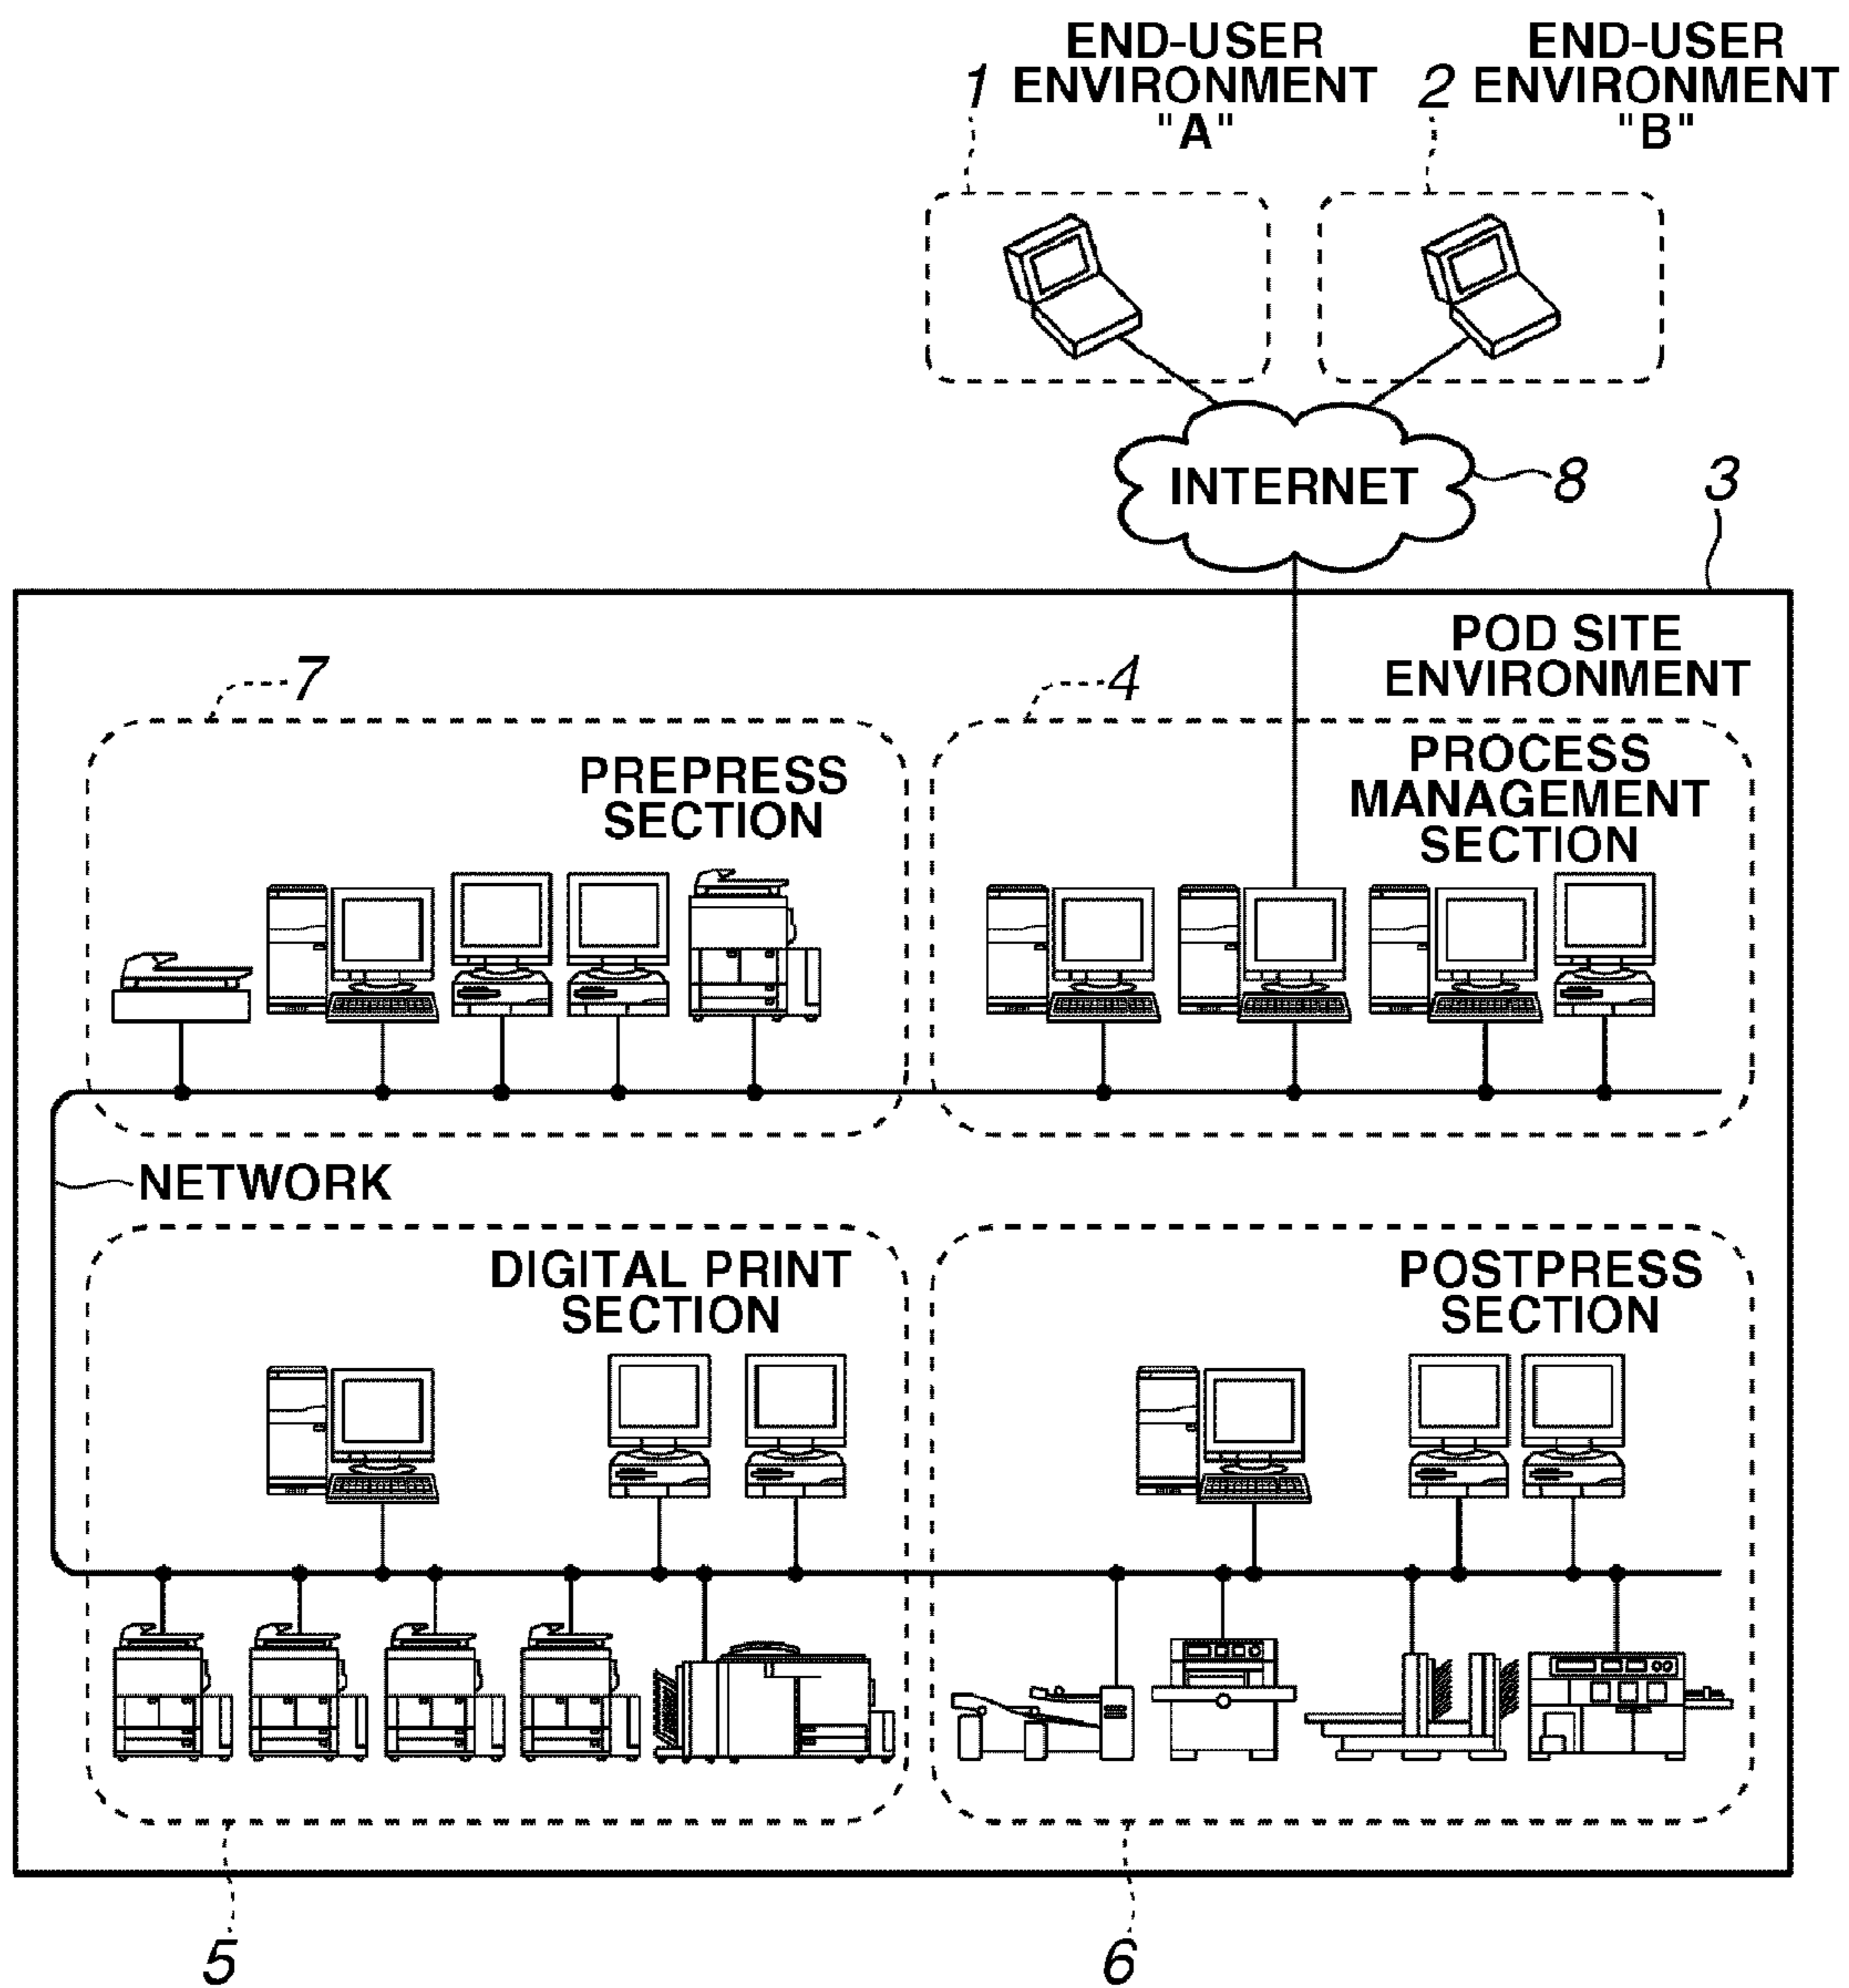 END-USER
ENVIRONMENT
"A"
1
END-USER
ENVIRONMENT
"B"
2
INTERNET
8
3
POD SITE
ENVIRONMENT
7
PREPRESS
SECTION
4
PROCESS
MANAGEMENT
SECTION
NETWORK
DIGITAL PRINT
SECTION
POSTPRESS
SECTION
5
6